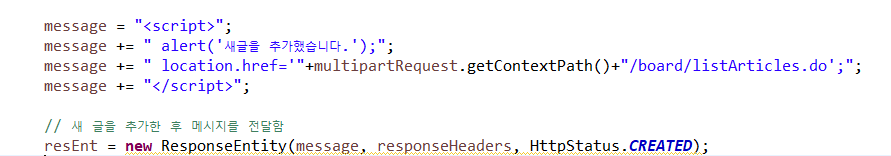 message = "<script>";
message += " alert('새글을 추가했습니다.');";
message += " location.href='"+multipartRequest.getContextPath()+"/board/listArticles.do';";
message += "</script>";
// 새 글을 추가한 후 메시지를 전달함
resEnt = new ResponseEntity(message, responseHeaders, HttpStatus.CREATED);